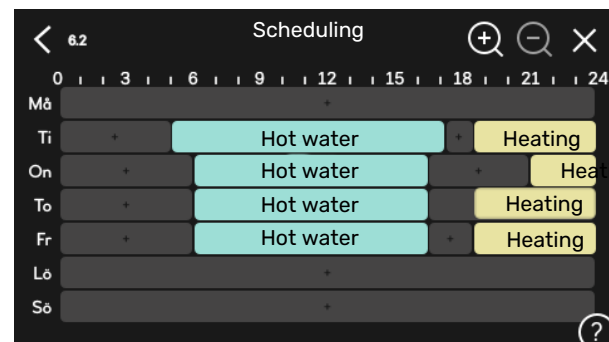 6.2 Scheduling
0 3 6 9 12 15 18 21 24
Må
Ti Hot water Heating
On Hot water Heat
To Hot water Heating
Fr Hot water Heating
Lö
Sö
?